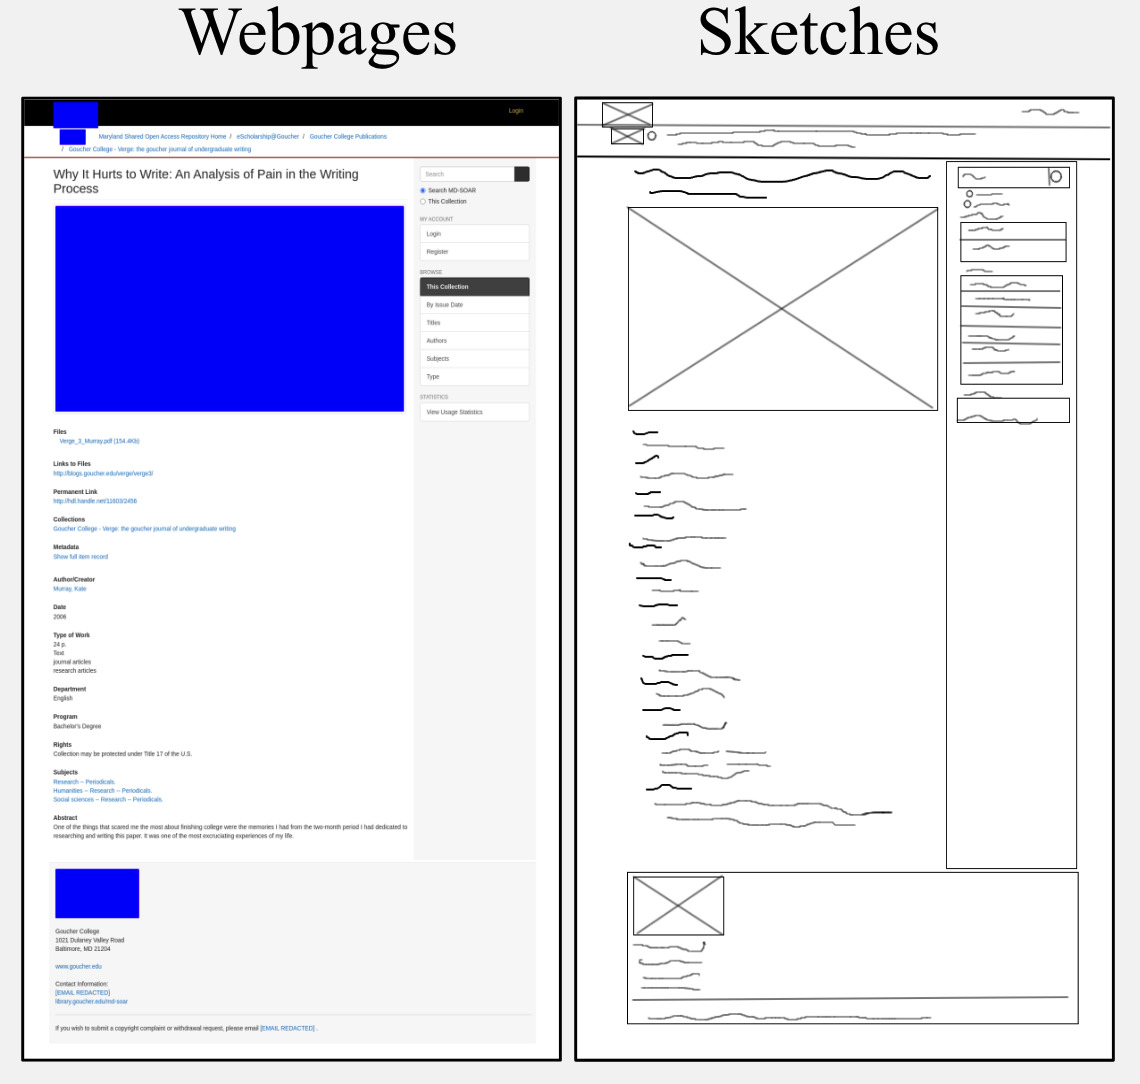 Webpages
Sketches
Login
Maryland Shared Open Access Repository Home / eScholarship@Goucher / Goucher College Publications
/ Goucher College - Verge: the goucher journal of undergraduate writing
Why It Hurts to Write: An Analysis of Pain in the Writing
Process
Files
Verge_3_Murray.pdf (154.4Kb)
Links to Files
http://blogs.goucher.edu/verge/verge3/
Permanent Link
http://hdl.handle.net/11603/2456
Collections
Goucher College - Verge: the goucher journal of undergraduate writing
Metadata
Show full item record
Author/Creator
Murray, Kate
Date
2006
Type of Work
24 p.
Text
journal articles
research articles
Department
English
Program
Bachelor's Degree
Rights
Collection may be protected under Title 17 of the U.S.
Subjects
Research -- Periodicals.
Humanities -- Research -- Periodicals.
Social sciences -- Research -- Periodicals.
Abstract
One of the things that scared me the most about finishing college were the memories I had from the two-month period I had dedicated to
researching and writing this paper. It was one of the most excruciating experiences of my life.
Search
Search MD-SOAR
This Collection
MY ACCOUNT
Login
Register
BROWSE
This Collection
By Issue Date
Titles
Authors
Subjects
Type
STATISTICS
View Usage Statistics
Goucher College
1021 Dulaney Valley Road
Baltimore, MD 21204
www.goucher.edu
Contact Information:
[EMAIL REDACTED]
library.goucher.edu/md-soar
If you wish to submit a copyright complaint or withdrawal request, please email [EMAIL REDACTED] .